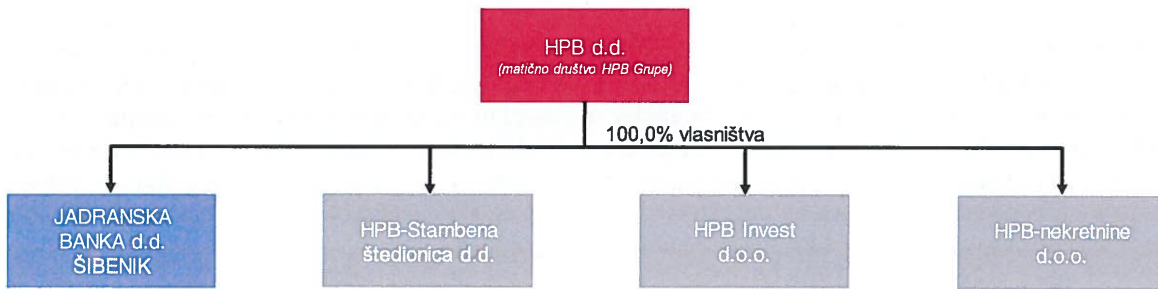 HPB d.d.
(matično društvo HPB Grupe)
100,0% vlasništva
JADRANSKA
BANKA d.d.
ŠIBENIK
HPB-Stambena
štedionica d.d.
HPB Invest
d.o.o.
HPB-nekretnine
d.o.o.